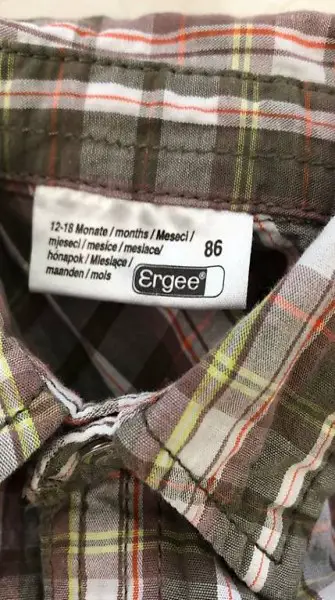 12-18 Monate / months / Meseci /
mjeseci / mesice / mesiace /
hónapok / Miesiące /
maanden / mois
86
Ergee®